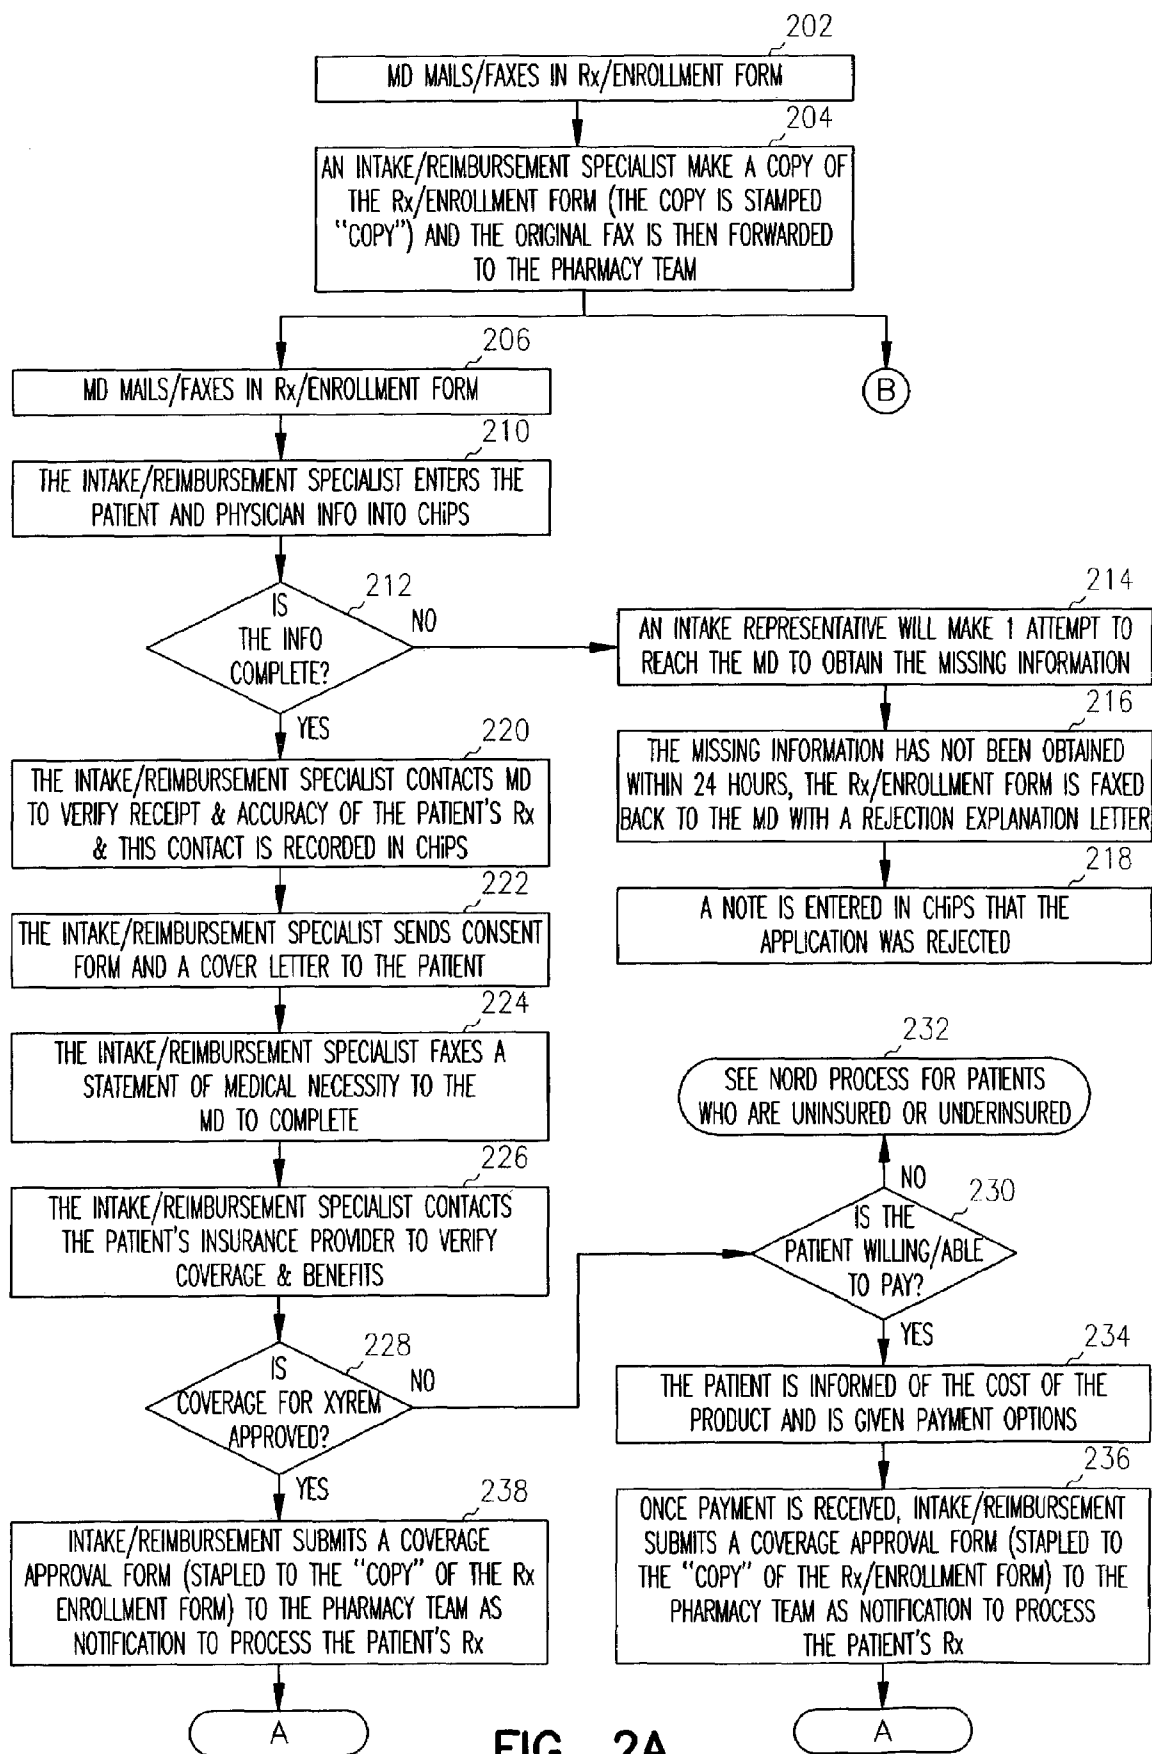 202
MD MAILS/FAXES IN Rx/ENROLLMENT FORM
204
AN INTAKE/REIMBURSEMENT SPECIALIST MAKE A COPY OF
THE Rx/ENROLLMENT FORM (THE COPY IS STAMPED
"COPY") AND THE ORIGINAL FAX IS THEN FORWARDED
TO THE PHARMACY TEAM
206
MD MAILS/FAXES IN Rx/ENROLLMENT FORM
B
210
THE INTAKE/REIMBURSEMENT SPECIALIST ENTERS THE
PATIENT AND PHYSICIAN INFO INTO CHiPS
212
IS
THE INFO
COMPLETE?
NO
YES
214
AN INTAKE REPRESENTATIVE WILL MAKE 1 ATTEMPT TO
REACH THE MD TO OBTAIN THE MISSING INFORMATION
216
THE MISSING INFORMATION HAS NOT BEEN OBTAINED
WITHIN 24 HOURS, THE Rx/ENROLLMENT FORM IS FAXED
BACK TO THE MD WITH A REJECTION EXPLANATION LETTER
218
A NOTE IS ENTERED IN CHiPS THAT THE
APPLICATION WAS REJECTED
220
THE INTAKE/REIMBURSEMENT SPECIALIST CONTACTS MD
TO VERIFY RECEIPT & ACCURACY OF THE PATIENT'S Rx
& THIS CONTACT IS RECORDED IN CHiPS
222
THE INTAKE/REIMBURSEMENT SPECIALIST SENDS CONSENT
FORM AND A COVER LETTER TO THE PATIENT
224
THE INTAKE/REIMBURSEMENT SPECIALIST FAXES A
STATEMENT OF MEDICAL NECESSITY TO THE
MD TO COMPLETE
226
THE INTAKE/REIMBURSEMENT SPECIALIST CONTACTS
THE PATIENT'S INSURANCE PROVIDER TO VERIFY
COVERAGE & BENEFITS
228
IS
COVERAGE FOR XYREM
APPROVED?
NO
YES
232
SEE NORD PROCESS FOR PATIENTS
WHO ARE UNINSURED OR UNDERINSURED
NO
230
IS THE
PATIENT WILLING/ABLE
TO PAY?
YES
234
THE PATIENT IS INFORMED OF THE COST OF THE
PRODUCT AND IS GIVEN PAYMENT OPTIONS
236
ONCE PAYMENT IS RECEIVED, INTAKE/REIMBURSEMENT
SUBMITS A COVERAGE APPROVAL FORM (STAPLED TO
THE "COPY" OF THE Rx/ENROLLMENT FORM) TO THE
PHARMACY TEAM AS NOTIFICATION TO PROCESS
THE PATIENT'S Rx
A
238
INTAKE/REIMBURSEMENT SUBMITS A COVERAGE
APPROVAL FORM (STAPLED TO THE "COPY" OF THE Rx
ENROLLMENT FORM) TO THE PHARMACY TEAM AS
NOTIFICATION TO PROCESS THE PATIENT'S Rx
A
FIG. 2A